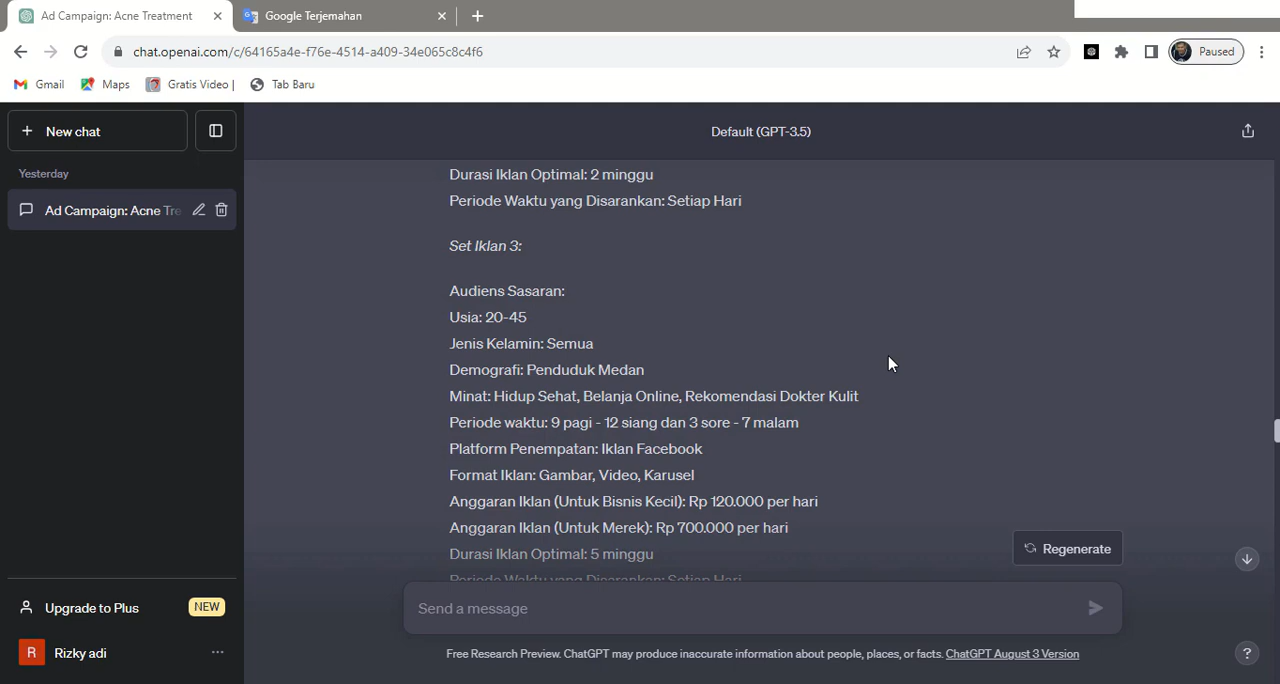 Ad Campaign: Acne Treatment
Google Terjemahan
chat.openai.com/c/64165a4e-f76e-4514-a409-34e065c8c4f6
Paused
Gmail
Maps
Gratis Video |
Tab Baru
New chat
Default (GPT-3.5)
Yesterday
Ad Campaign: Acne Tre
Durasi Iklan Optimal: 2 minggu
Periode Waktu yang Disarankan: Setiap Hari
Set Iklan 3:
Audiens Sasaran:
Usia: 20-45
Jenis Kelamin: Semua
Demografi: Penduduk Medan
Minat: Hidup Sehat, Belanja Online, Rekomendasi Dokter Kulit
Periode waktu: 9 pagi - 12 siang dan 3 sore - 7 malam
Platform Penempatan: Iklan Facebook
Format Iklan: Gambar, Video, Karusel
Anggaran Iklan (Untuk Bisnis Kecil): Rp 120.000 per hari
Anggaran Iklan (Untuk Merek): Rp 700.000 per hari
Durasi Iklan Optimal: 5 minggu
Periode Waktu yang Disarankan: Setiap Hari
Regenerate
Send a message
Upgrade to Plus
NEW
R
Rizky adi
Free Research Preview. ChatGPT may produce inaccurate information about people, places, or facts. ChatGPT August 3 Version
?